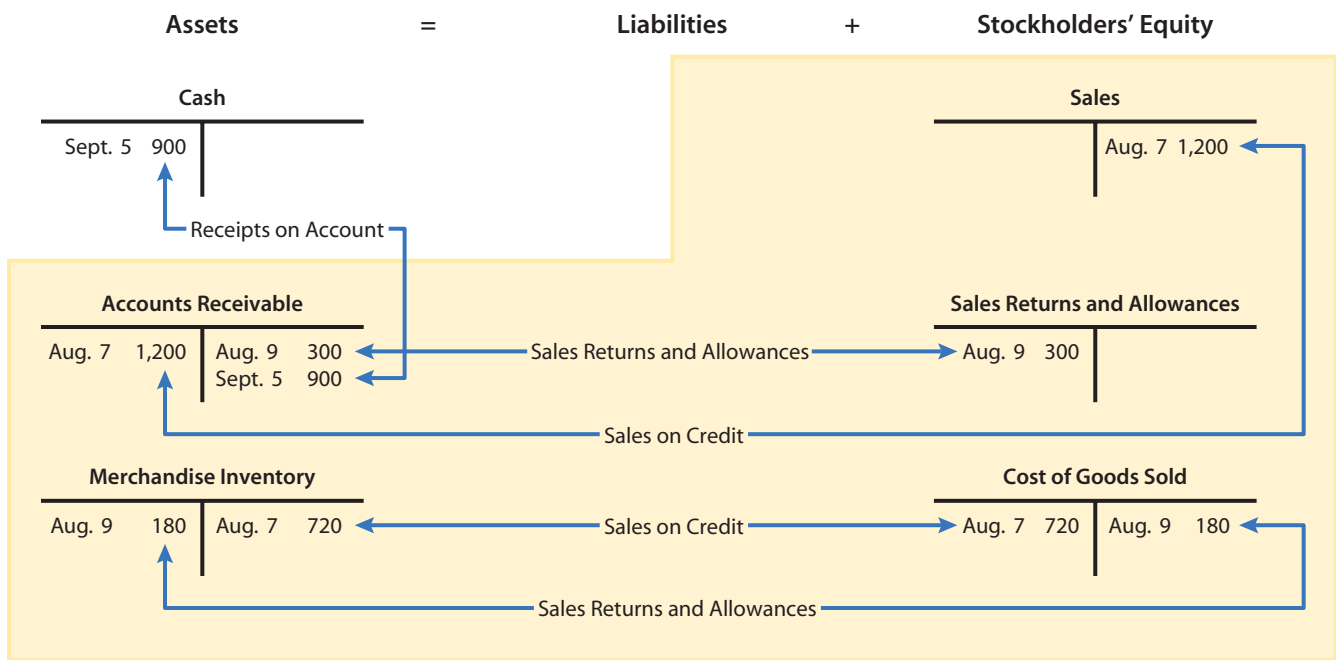 Assets = Liabilities + Stockholders' Equity
Cash
Sales
Sept. 5 900
Aug. 7 1,200
Receipts on Account
Accounts Receivable
Sales Returns and Allowances
Aug. 7 1,200 Aug. 9 300
Sales Returns and Allowances
Aug. 9 300
Sept. 5 900
Sales on Credit
Merchandise Inventory
Cost of Goods Sold
Aug. 9 180 Aug. 7 720
Sales on Credit
Aug. 7 720 Aug. 9 180
Sales Returns and Allowances